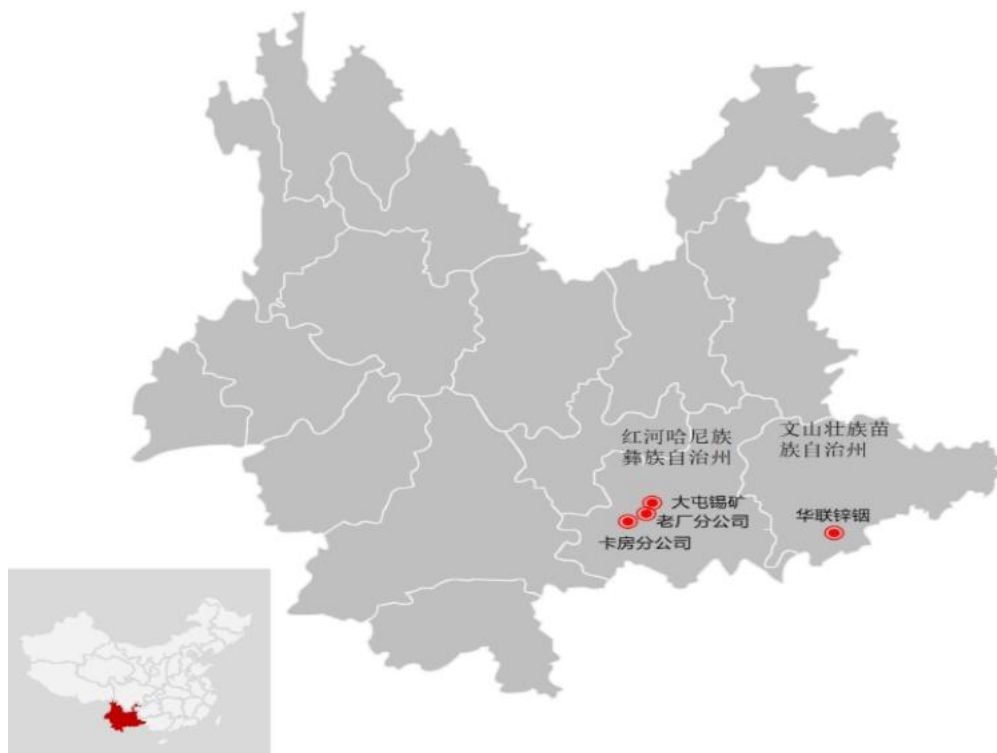 红河哈尼族
彝族自治州
文山壮族苗
族自治州
大屯锡矿
老厂分公司
卡房分公司
华联锌铟